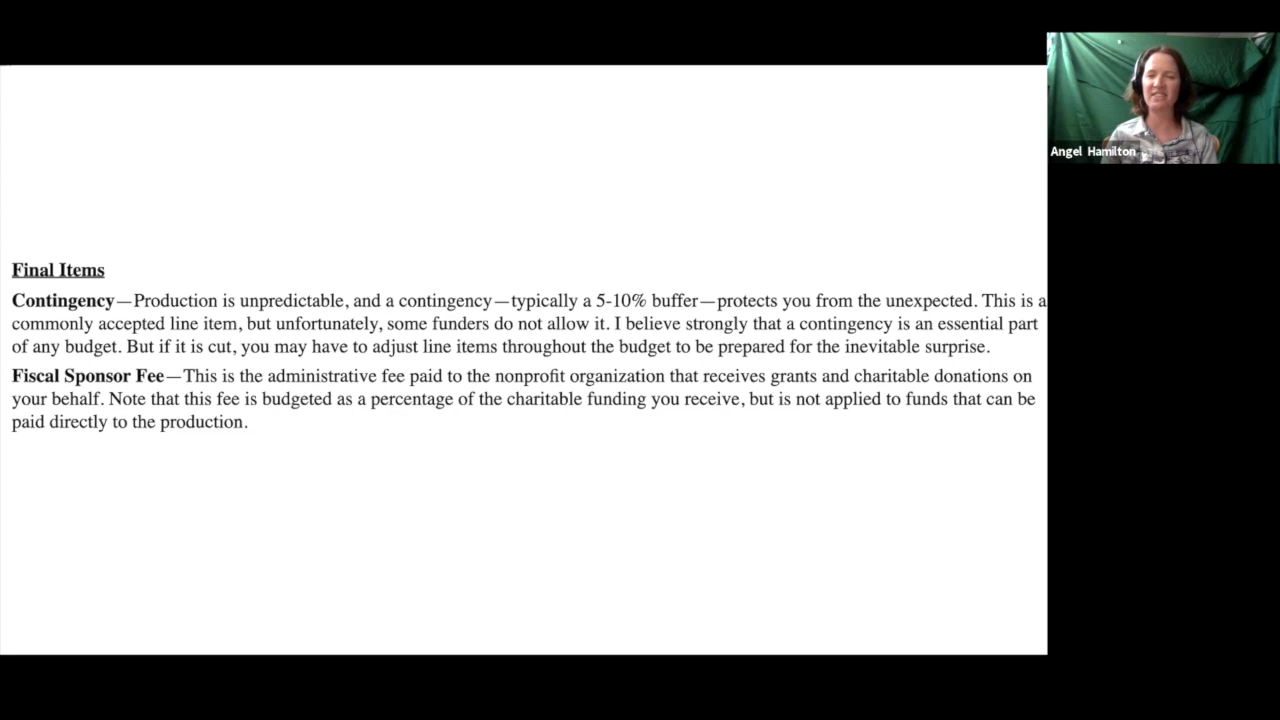 Final Items
Contingency—Production is unpredictable, and a contingency—typically a 5-10% buffer—protects you from the unexpected. This is a
commonly accepted line item, but unfortunately, some funders do not allow it. I believe strongly that a contingency is an essential part
of any budget. But if it is cut, you may have to adjust line items throughout the budget to be prepared for the inevitable surprise.
Fiscal Sponsor Fee—This is the administrative fee paid to the nonprofit organization that receives grants and charitable donations on
your behalf. Note that this fee is budgeted as a percentage of the charitable funding you receive, but is not applied to funds that can be
paid directly to the production.
Angel Hamilton